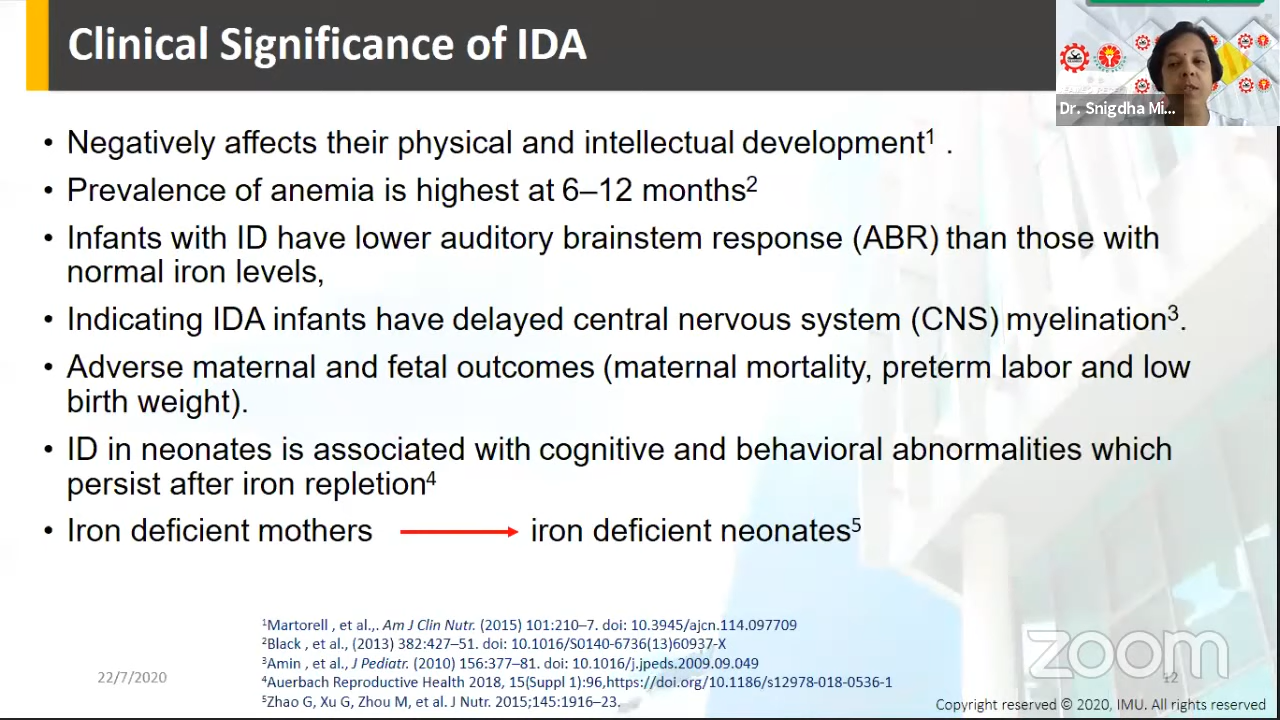 Clinical Significance of IDA
Dr. Snigdha Mi...
• Negatively affects their physical and intellectual development¹ .
• Prevalence of anemia is highest at 6–12 months²
• Infants with ID have lower auditory brainstem response (ABR) than those with
normal iron levels,
• Indicating IDA infants have delayed central nervous system (CNS) myelination³.
• Adverse maternal and fetal outcomes (maternal mortality, preterm labor and low
birth weight).
• ID in neonates is associated with cognitive and behavioral abnormalities which
persist after iron repletion⁴
• Iron deficient mothers → iron deficient neonates⁵
¹Martorell , et al.,. Am J Clin Nutr. (2015) 101:210–7. doi: 10.3945/ajcn.114.097709
²Black , et al., (2013) 382:427–51. doi: 10.1016/S0140-6736(13)60937-X
³Amin , et al., J Pediatr. (2010) 156:377–81. doi: 10.1016/j.jpeds.2009.09.049
⁴Auerbach Reproductive Health 2018, 15(Suppl 1):96,https://doi.org/10.1186/s12978-018-0536-1
⁵Zhao G, Xu G, Zhou M, et al. J Nutr. 2015;145:1916–23.
22/7/2020
zoom
12
Copyright reserved © 2020, IMU. All rights reserved